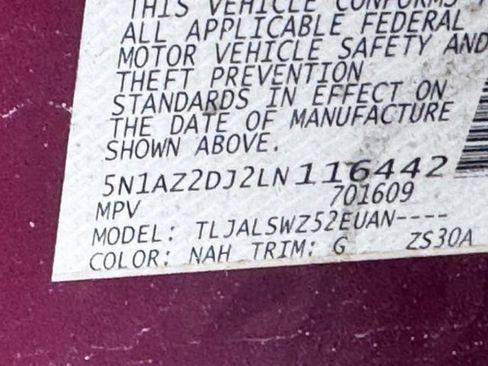 THIS VEHICLE CONFORMS
ALL APPLICABLE FEDERAL
MOTOR VEHICLE SAFETY AND
THEFT PREVENTION
STANDARDS IN EFFECT ON
THE DATE OF MANUFACTURE
SHOWN ABOVE.
5N1AZ2DJ2LN116442
MPV 701609
MODEL: TLJALSWZ52EUAN----
COLOR: NAH TRIM: G ZS30A